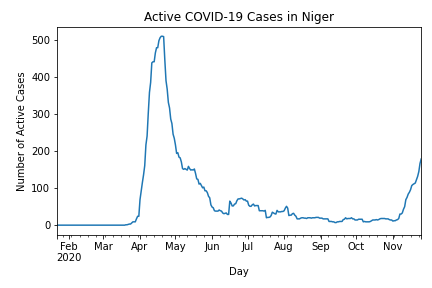 Active COVID-19 Cases in Niger
Number of Active Cases
500
400
300
200
100
0
Feb Mar Apr May Jun Jul Aug Sep Oct Nov
2020
Day